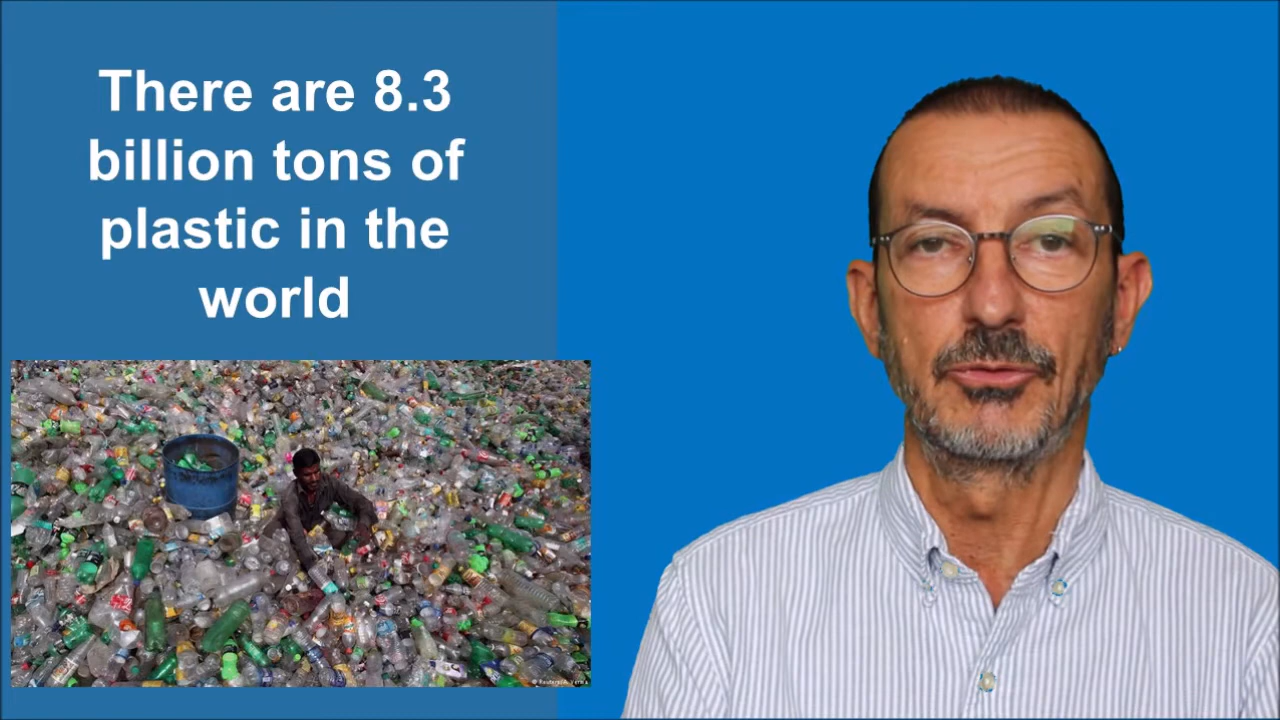 There are 8.3
billion tons of
plastic in the
world